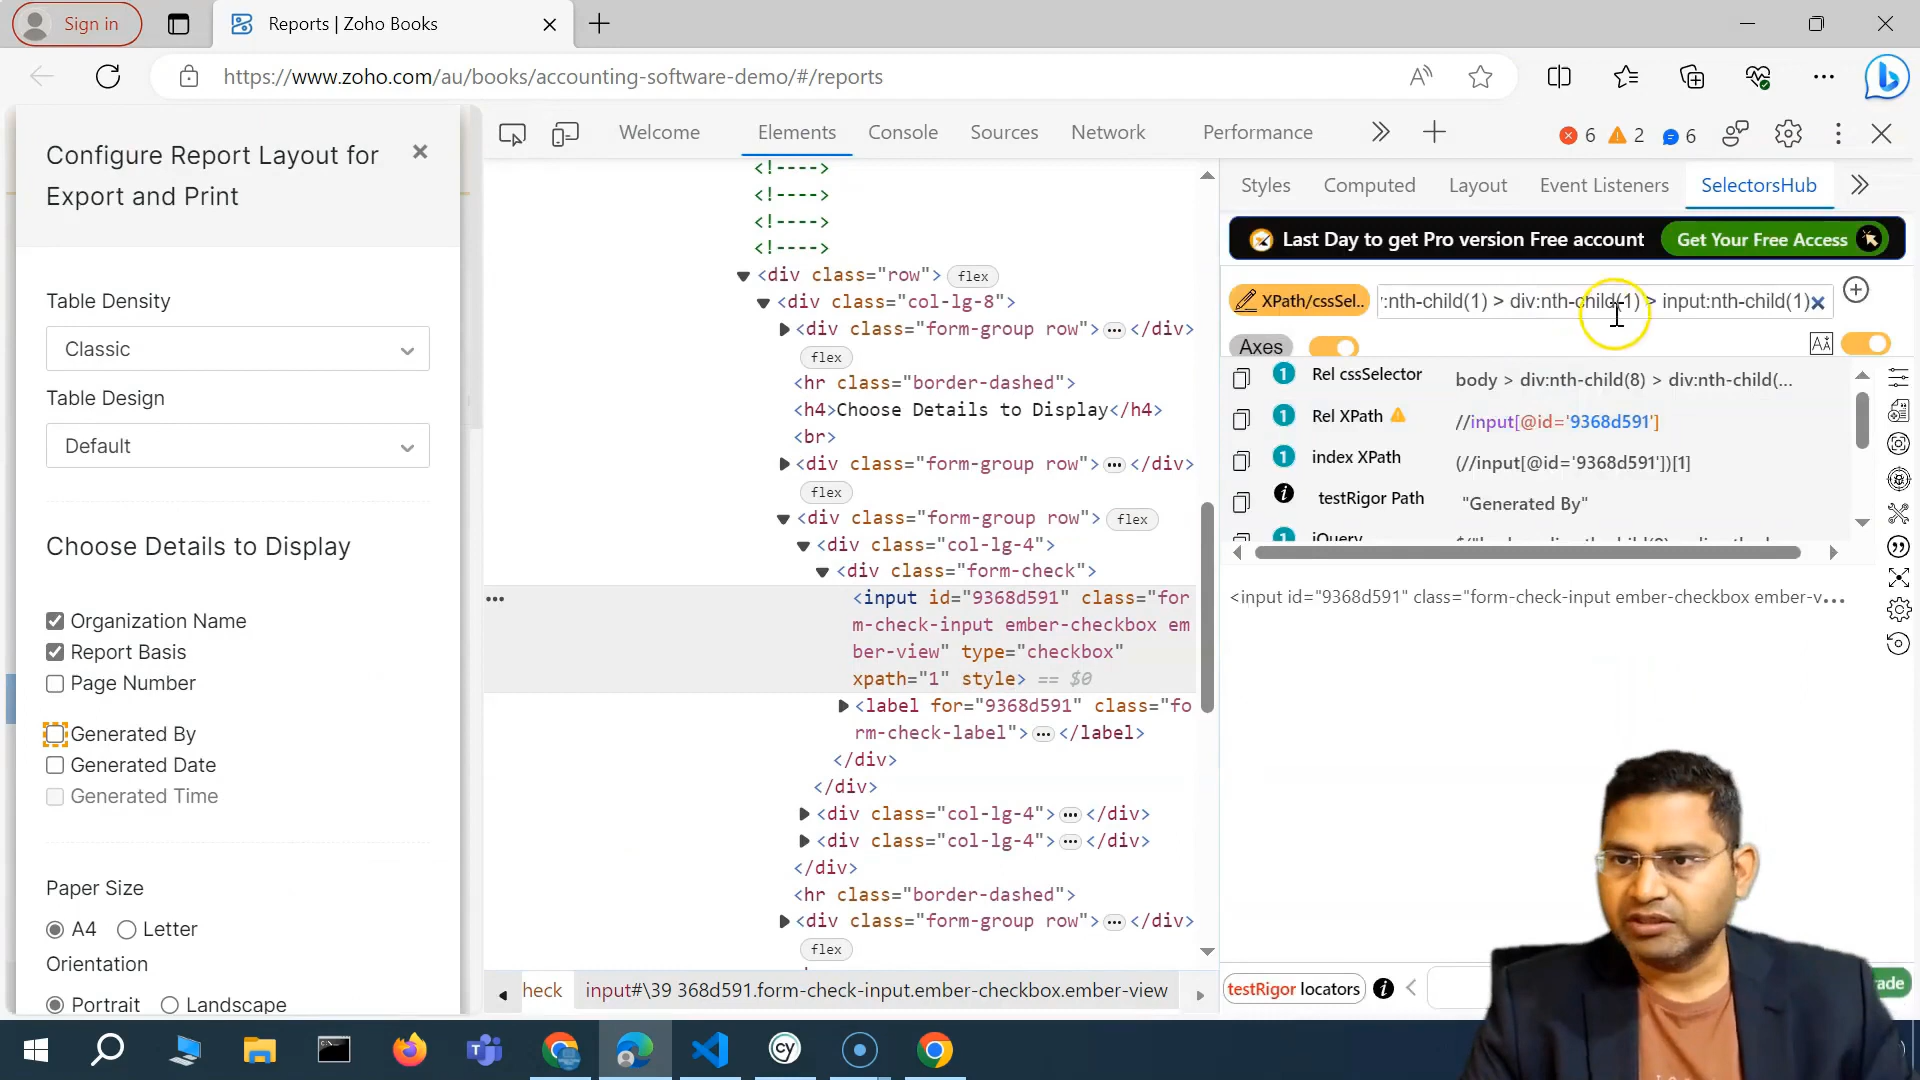 Sign in
Reports | Zoho Books
https://www.zoho.com/au/books/accounting-software-demo/#/reports
Configure Report Layout for
Export and Print
Table Density
Classic
Table Design
Default
Choose Details to Display
Organization Name
Report Basis
Page Number
Generated By
Generated Date
Generated Time
Paper Size
A4 Letter
Orientation
Portrait Landscape
Welcome Elements Console Sources Network Performance
6 2 6
<!---->
<!---->
<!---->
<!---->
<div class="row"> flex
<div class="col-lg-8">
<div class="form-group row"> ... </div>
flex
<hr class="border-dashed">
<h4>Choose Details to Display</h4>
<br>
<div class="form-group row"> ... </div>
flex
<div class="form-group row"> flex
<div class="col-lg-4">
<div class="form-check">
<input id="9368d591" class="for
m-check-input ember-checkbox em
ber-view" type="checkbox"
xpath="1" style> == $0
<label for="9368d591" class="fo
rm-check-label"> ... </label>
</div>
</div>
<div class="col-lg-4"> ... </div>
<div class="col-lg-4"> ... </div>
</div>
<hr class="border-dashed">
<div class="form-group row"> ... </div>
flex
heck input#\39 368d591.form-check-input.ember-checkbox.ember-view
Styles Computed Layout Event Listeners SelectorsHub
Last Day to get Pro version Free account Get Your Free Access
XPath/cssSel.. :nth-child(1) > div:nth-child(1) > input:nth-child(1)
Axes
1 Rel cssSelector body > div:nth-child(8) > div:nth-child(...
1 Rel XPath //input[@id='9368d591']
1 index XPath (//input[@id='9368d591'])[1]
testRigor Path "Generated By"
<input id="9368d591" class="form-check-input ember-checkbox ember-v...
testRigor locators
ade